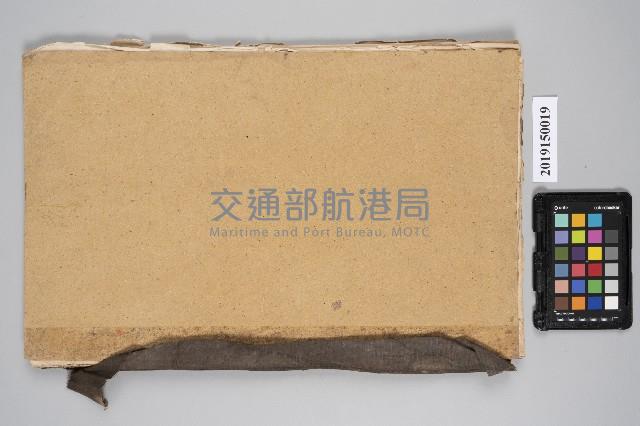 交通部航港局
Maritime and Port Bureau, MOTC
2019150019